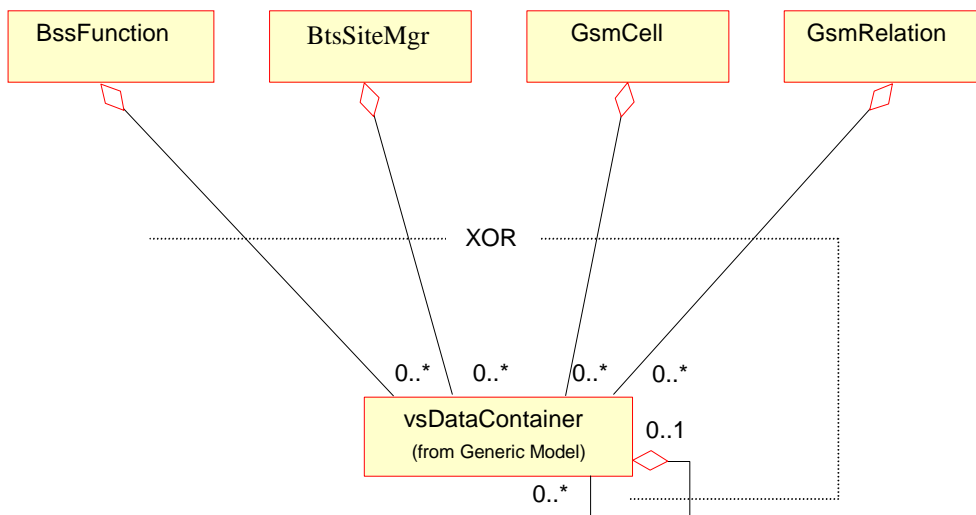 BssFunction
BtsSiteMgr
GsmCell
GsmRelation
XOR
0..*
0..*
0..*
0..*
vsDataContainer
(from Generic Model)
0..1
0..*